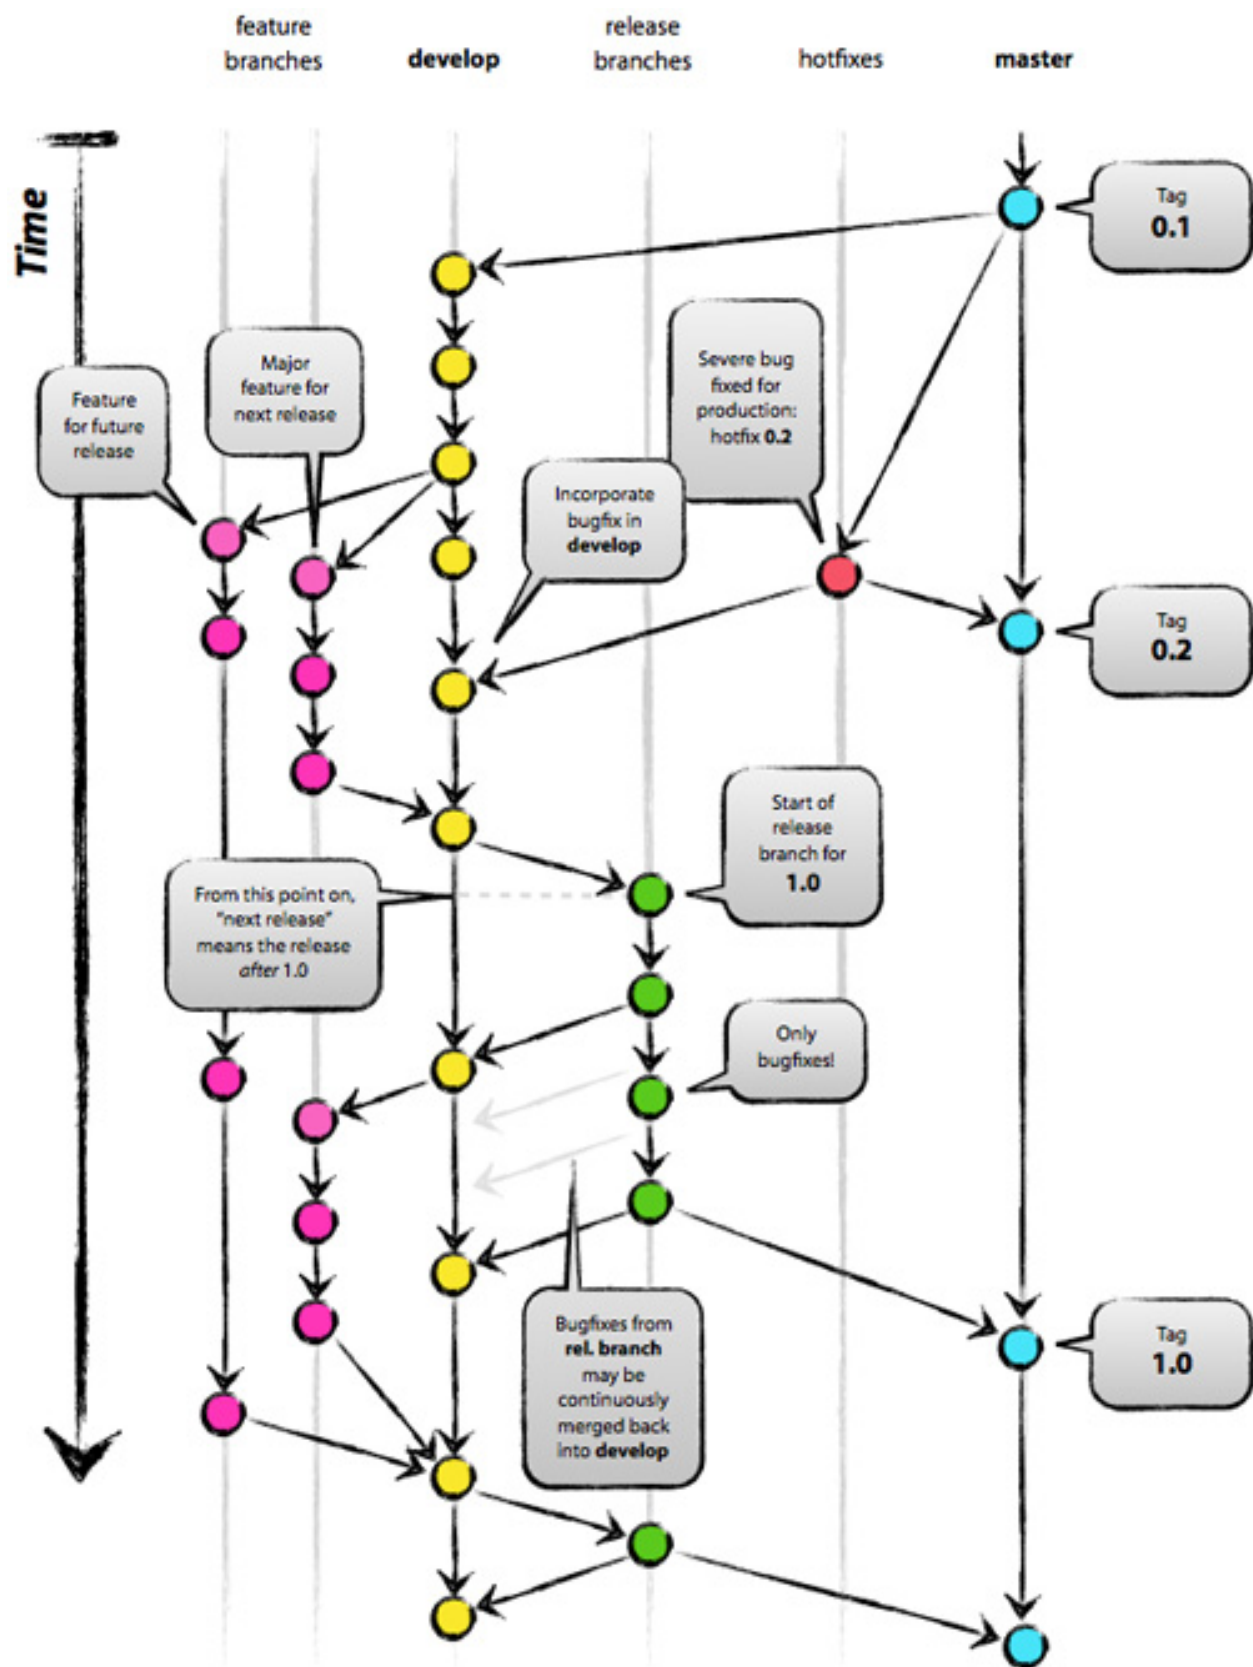 feature
branches
develop
release
branches
hotfixes
master
Time
Tag
0.1
Major
feature for
next release
Feature
for future
release
Severe bug
fixed for
production:
hotfix 0.2
Incorporate
bugfix in
develop
Tag
0.2
Start of
release
branch for
1.0
From this point on,
“next release”
means the release
after 1.0
Only
bugfixes!
Bugfixes from
rel. branch
may be
continuously
merged back
into develop
Tag
1.0